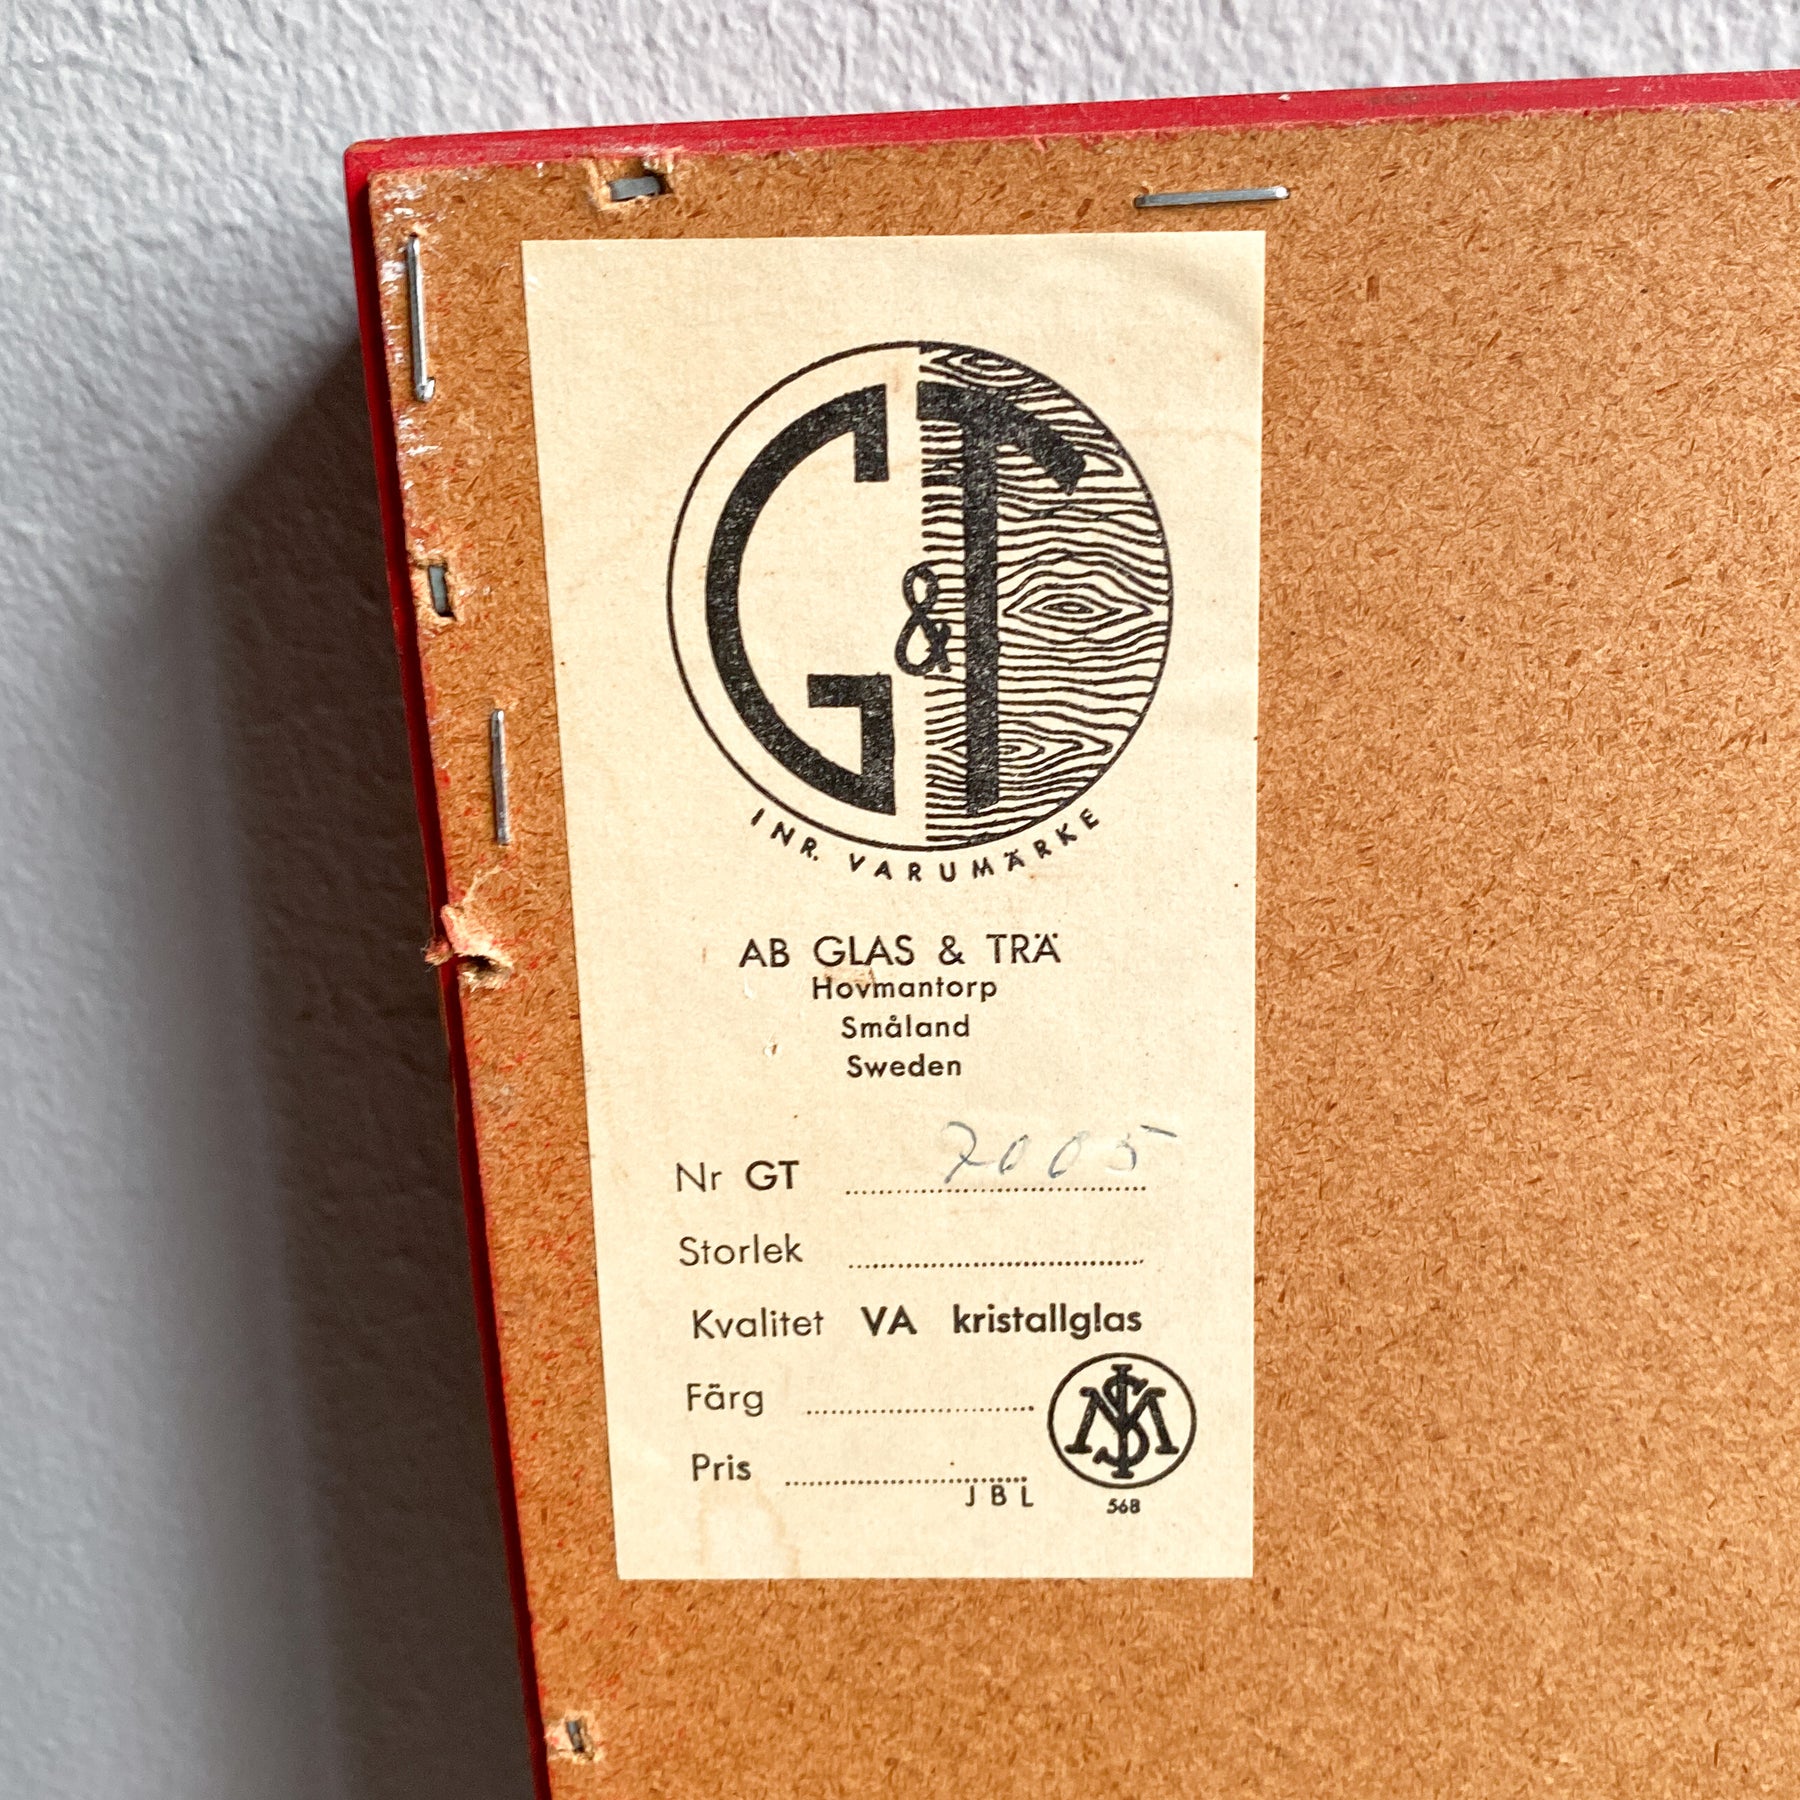 G & T
INR. VARUMÄRKE
AB GLAS & TRÄ
Hovmantorp
Småland
Sweden
Nr GT 7005
Storlek
Kvalitet VA kristallglas
Färg
Pris
JBL
568